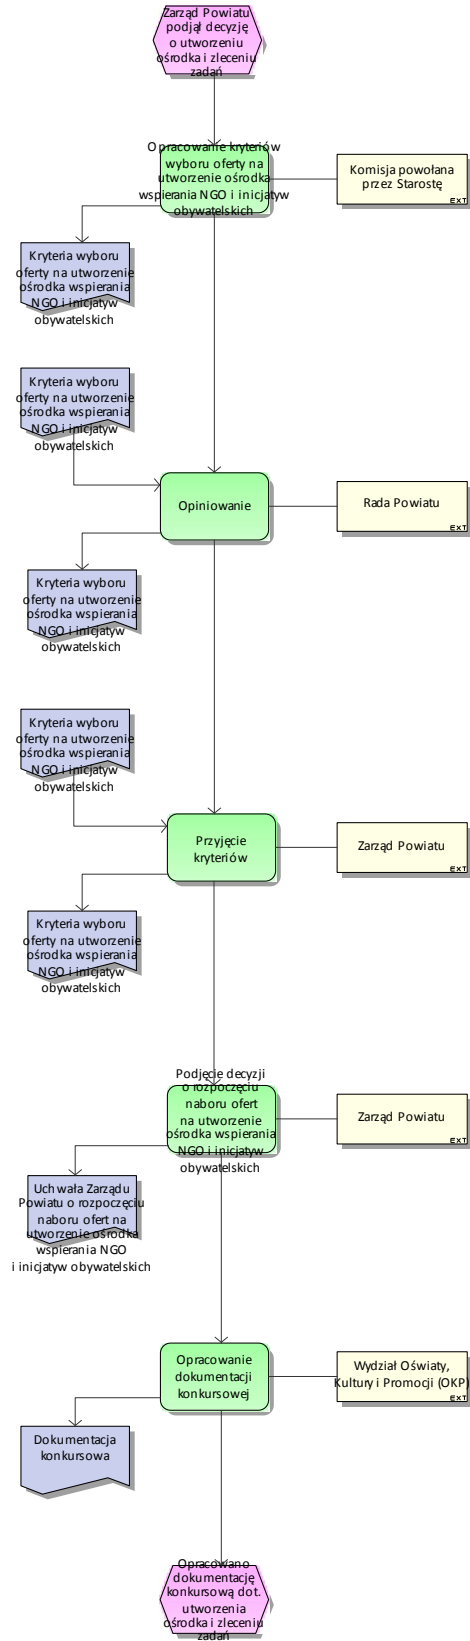 Zarząd Powiatu
podjął decyzję
o utworzeniu
ośrodka i zleceniu
zadań
Opracowanie kryteriów
wyboru oferty na
utworzenie ośrodka
wspierania NGO i inicjatyw
obywatelskich
Komisja powołana
przez Starostę
EXT
Kryteria wyboru
oferty na utworzenie
ośrodka wspierania
NGO i inicjatyw
obywatelskich
Kryteria wyboru
oferty na utworzenie
ośrodka wspierania
NGO i inicjatyw
obywatelskich
Opiniowanie
Rada Powiatu
EXT
Kryteria wyboru
oferty na utworzenie
ośrodka wspierania
NGO i inicjatyw
obywatelskich
Kryteria wyboru
oferty na utworzenie
ośrodka wspierania
NGO i inicjatyw
obywatelskich
Przyjęcie
kryteriów
Zarząd Powiatu
EXT
Kryteria wyboru
oferty na utworzenie
ośrodka wspierania
NGO i inicjatyw
obywatelskich
Podjęcie decyzji
o rozpoczęciu
naboru ofert
na utworzenie
ośrodka wspierania
NGO i inicjatyw
obywatelskich
Zarząd Powiatu
EXT
Uchwała Zarządu
Powiatu o rozpoczęciu
naboru ofert na
utworzenie ośrodka
wspierania NGO
i inicjatyw obywatelskich
Opracowanie
dokumentacji
konkursowej
Wydział Oświaty,
Kultury i Promocji (OKP)
EXT
Dokumentacja
konkursowa
Opracowano
dokumentację
konkursową dot.
utworzenia
ośrodka i zleceniu
zadań